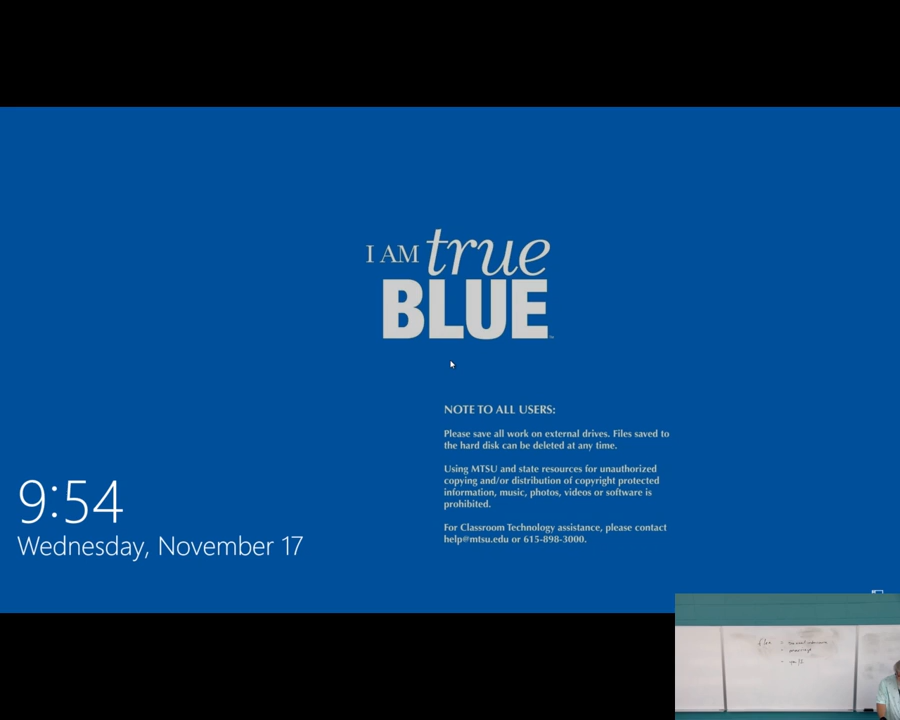 I AM true
BLUE™
NOTE TO ALL USERS:
Please save all work on external drives. Files saved to
the hard disk can be deleted at any time.
Using MTSU and state resources for unauthorized
copying and/or distribution of copyright protected
information, music, photos, videos or software is
prohibited.
For Classroom Technology assistance, please contact
help@mtsu.edu or 615-898-3000.
9:54
Wednesday, November 17